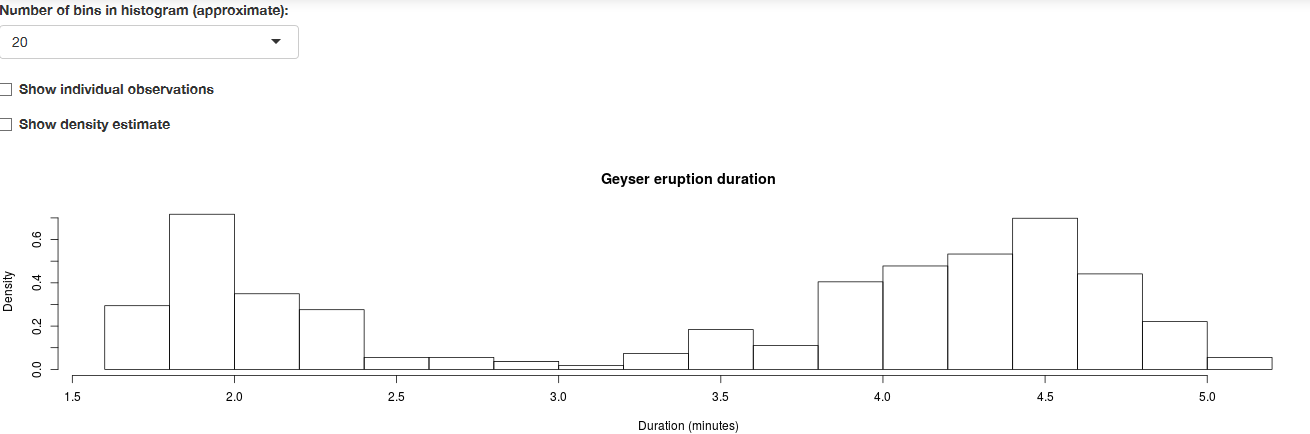 Number of bins in histogram (approximate):
20
Show individual observations
Show density estimate
Geyser eruption duration
Density
0.6
0.4
0.2
0.0
1.5 2.0 2.5 3.0 3.5 4.0 4.5 5.0
Duration (minutes)